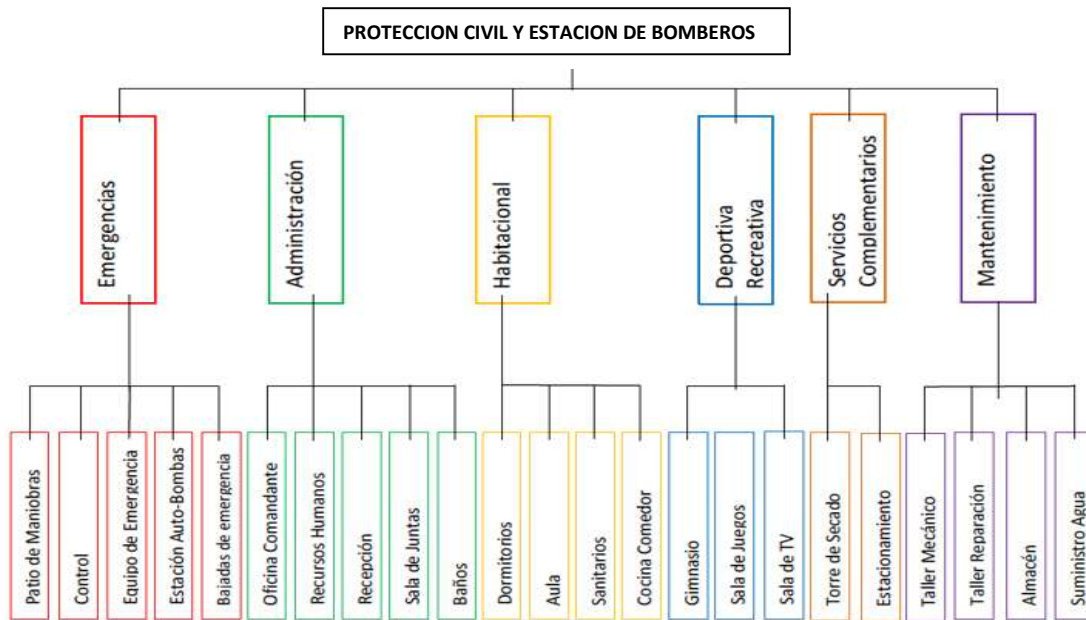 PROTECCION CIVIL Y ESTACION DE BOMBEROS
Emergencias
Administración
Habitacional
Deportiva
Recreativa
Servicios
Complementarios
Mantenimiento
Patio de Maniobras
Control
Equipo de Emergencia
Estación Auto-Bombas
Bajadas de emergencia
Oficina Comandante
Recursos Humanos
Recepción
Sala de Juntas
Baños
Dormitorios
Aula
Sanitarios
Cocina Comedor
Gimnasio
Sala de Juegos
Sala de TV
Torre de Secado
Estacionamiento
Taller Mecánico
Taller Reparación
Almacén
Suministro Agua